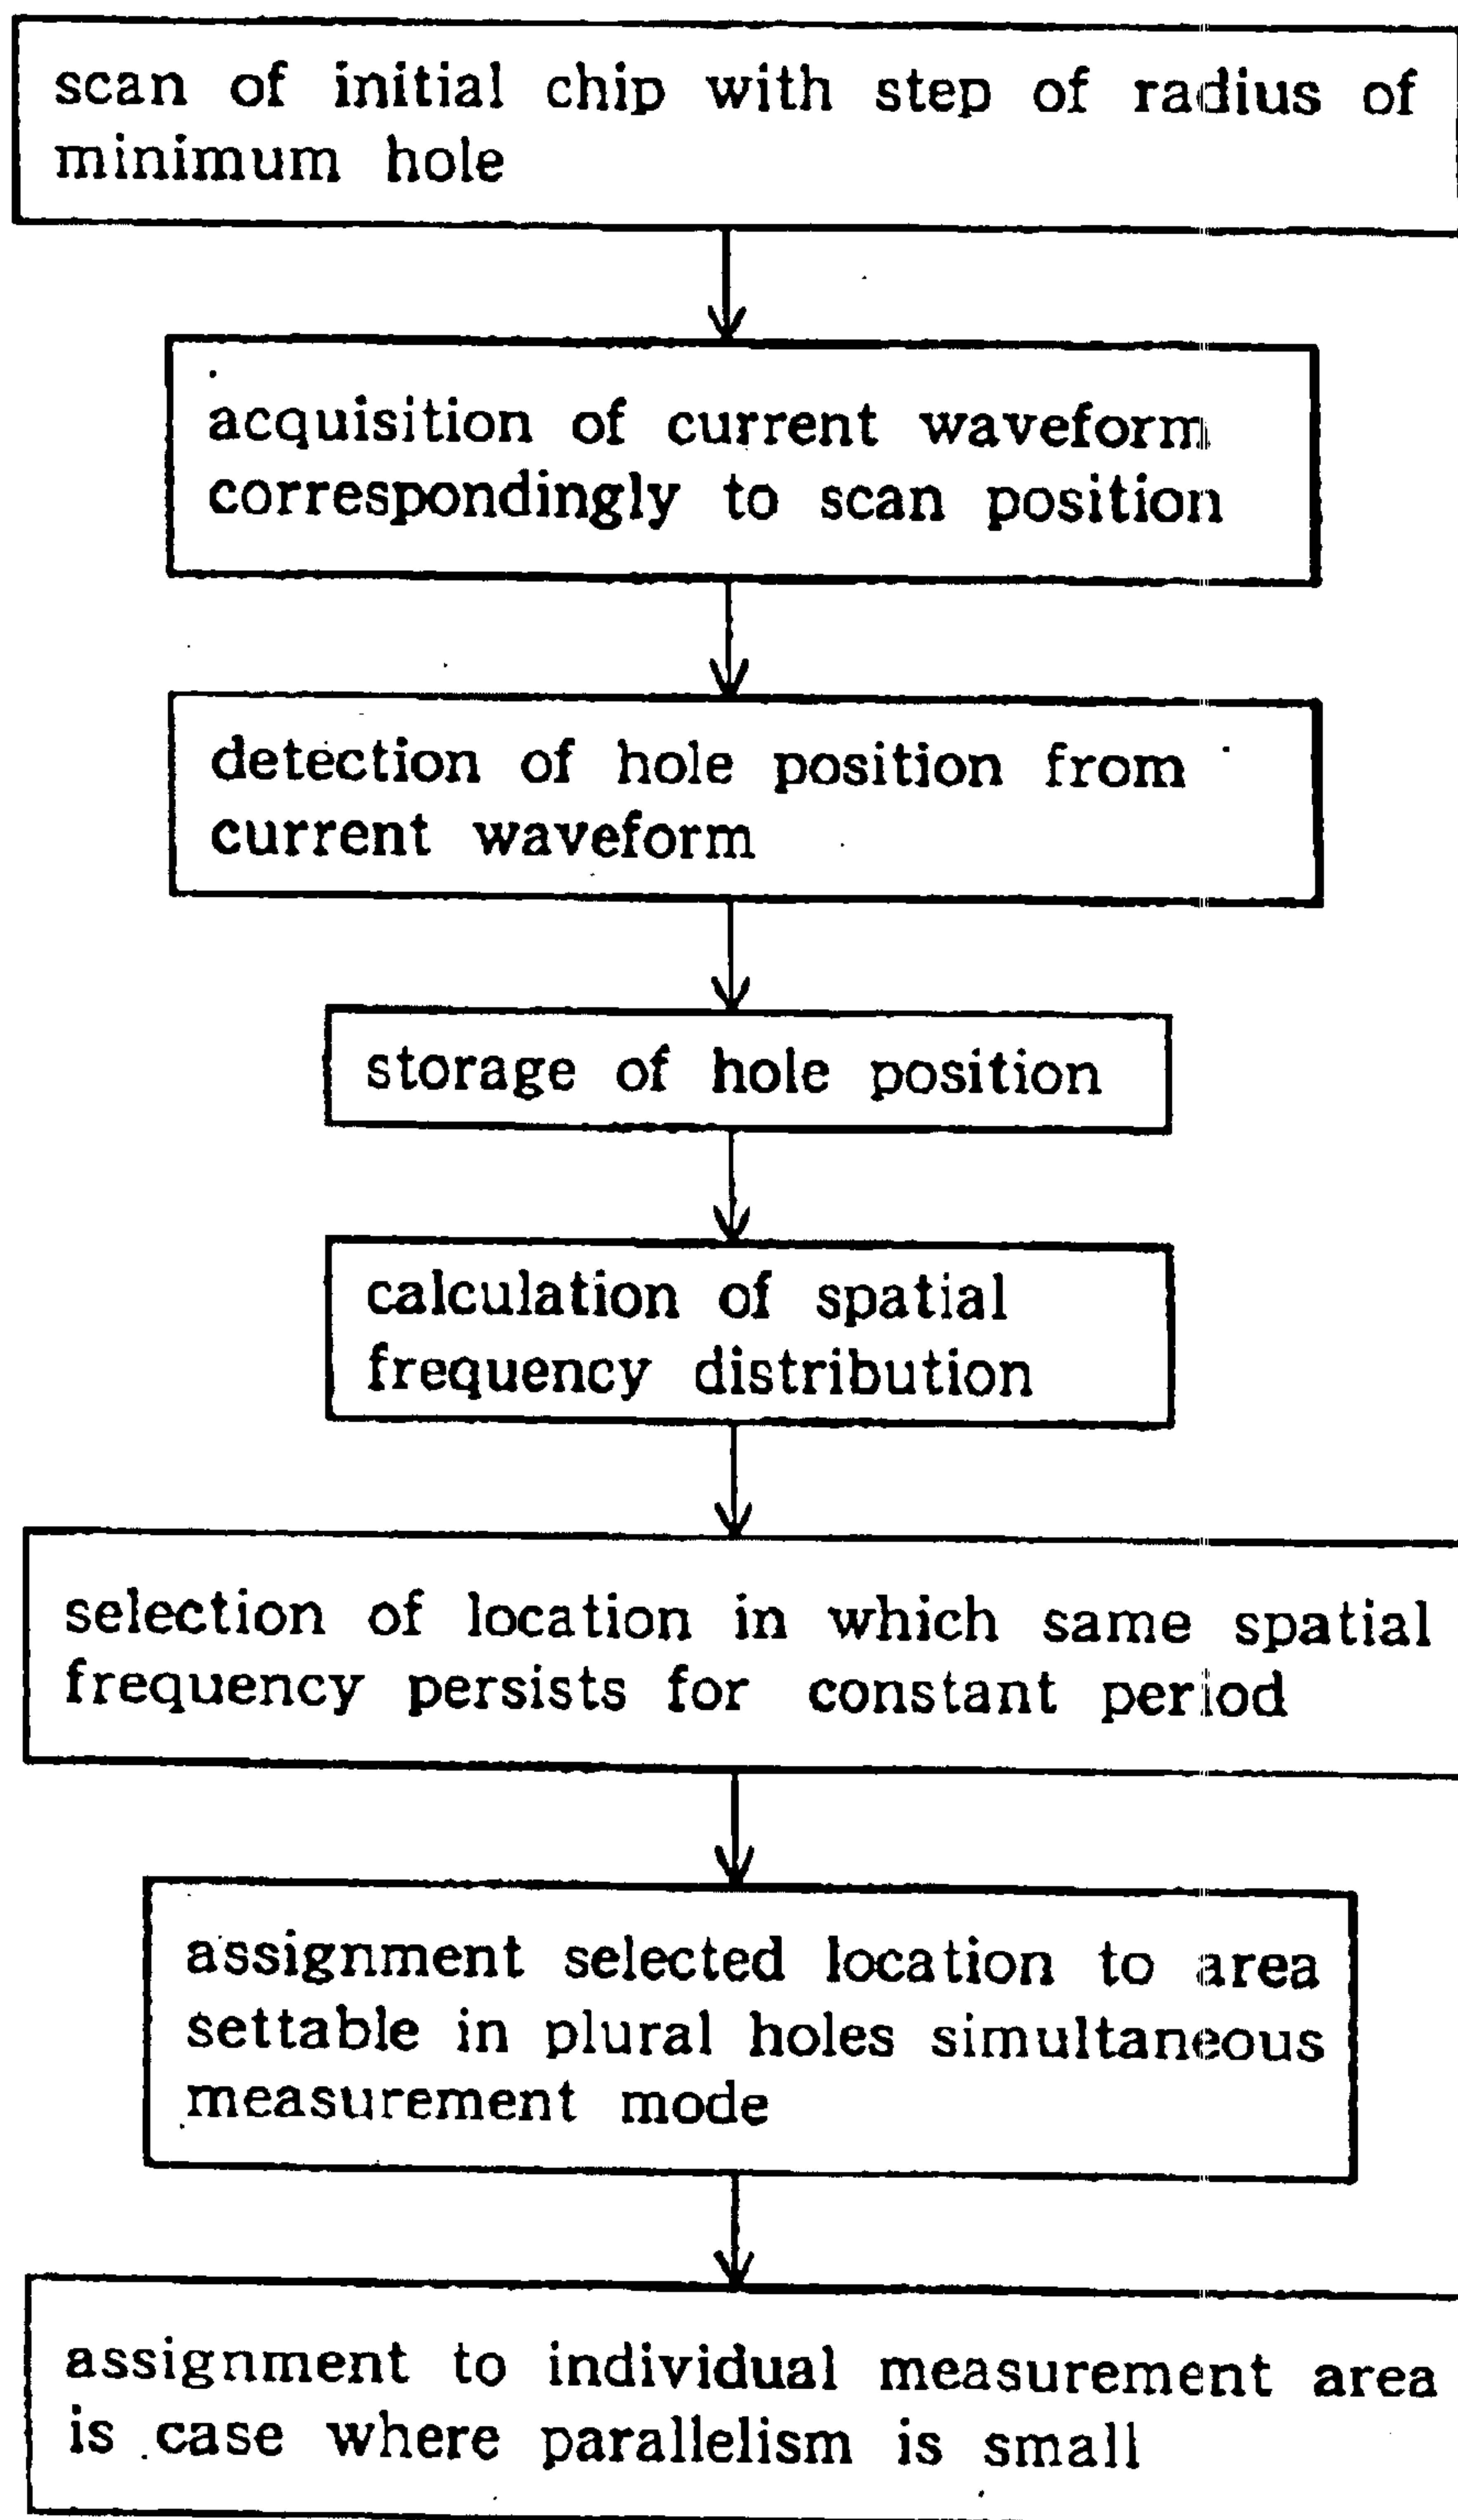 scan of initial chip with step of radius of
minimum hole
acquisition of current waveform
correspondingly to scan position
detection of hole position from
current waveform
storage of hole position
calculation of spatial
frequency distribution
selection of location in which same spatial
frequency persists for constant period
assignment selected location to area
settable in plural holes simultaneous
measurement mode
assignment to individual measurement area
is case where parallelism is small